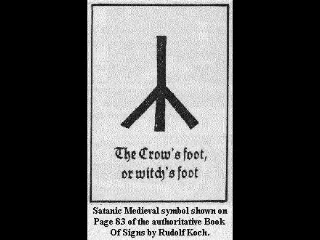 The Crow's foot,
or witch's foot
Satanic Medieval symbol shown on
Page 83 of the authoritative Book
Of Signs by Rudolf Koch.